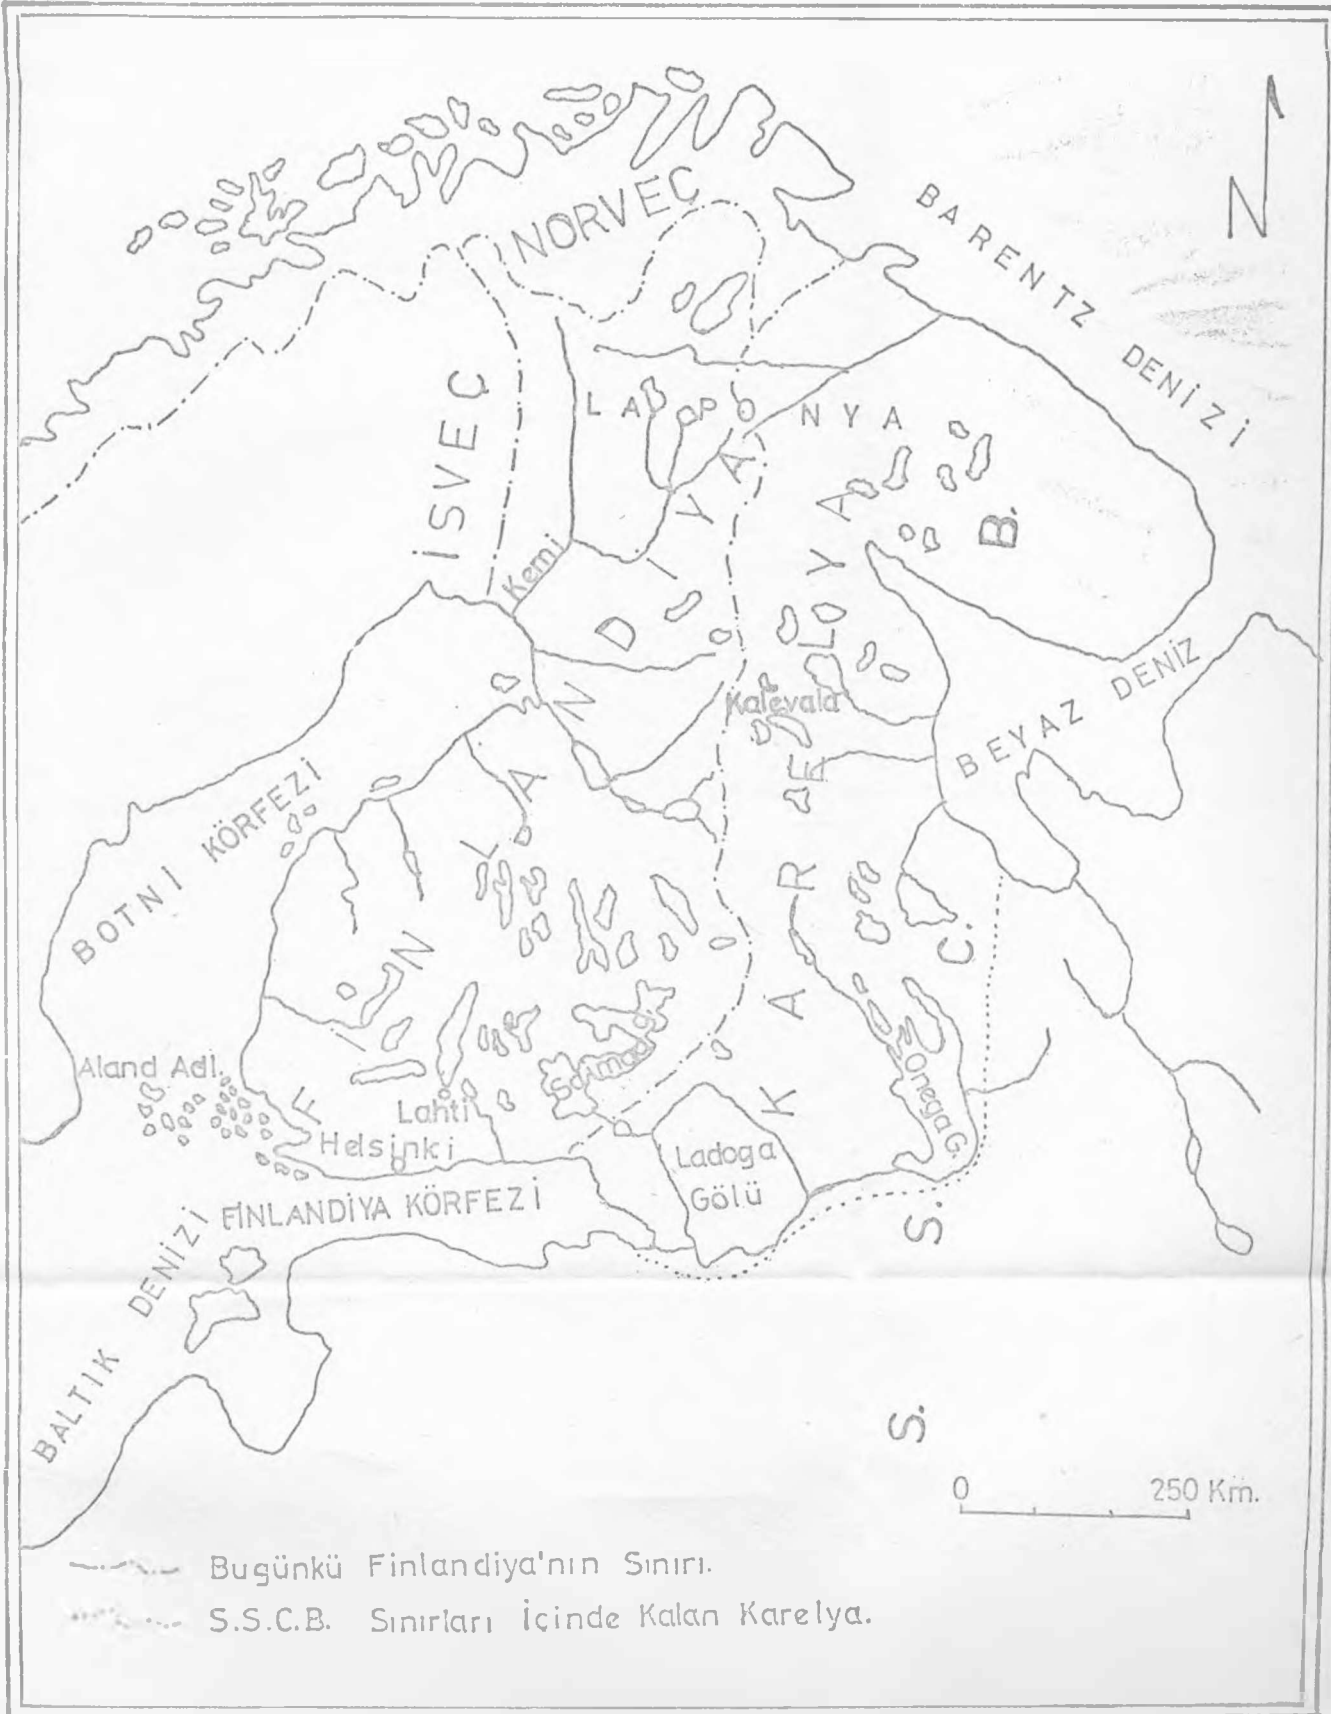 N
NORVEÇ
BARENTZ DENİZİ
İSVEÇ
LAPONYA
Kemi
FİNLANDİYA
KARELYA
Kalevala
BEYAZ DENİZ
BOTNİ KÖRFEZİ
Aland Adl.
Saimaa g.
Onega G.
Lahti
Helsinki
Ladoga
Gölü
FİNLANDİYA KÖRFEZİ
BALTIK DENİZİ
S. S. C. B.
0 250 Km.
Bugünkü Finlandiya'nın Sınırı.
S.S.C.B. Sınırları İçinde Kalan Karelya.